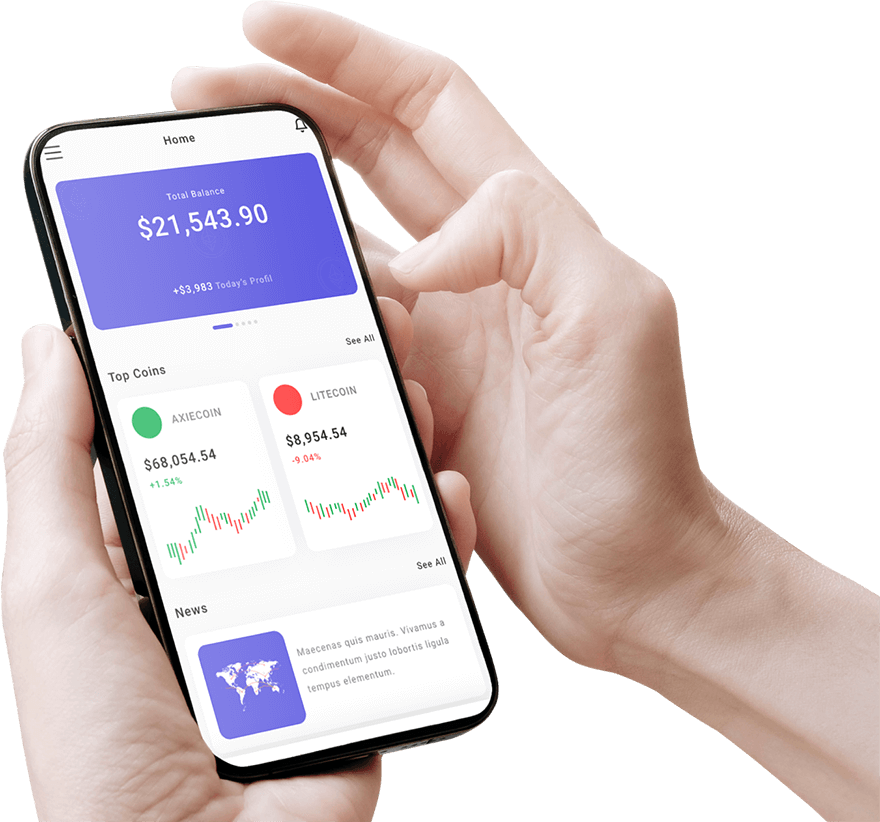 Home
Total Balance
$21,543.90
+$3,983 Today's Profil
See All
Top Coins
AXIECOIN
$68,054.54
+1.54%
LITECOIN
$8,954.54
-9.04%
See All
News
Maecenas quis mauris. Vivamus a
condimentum justo lobortis ligula
tempus elementum.